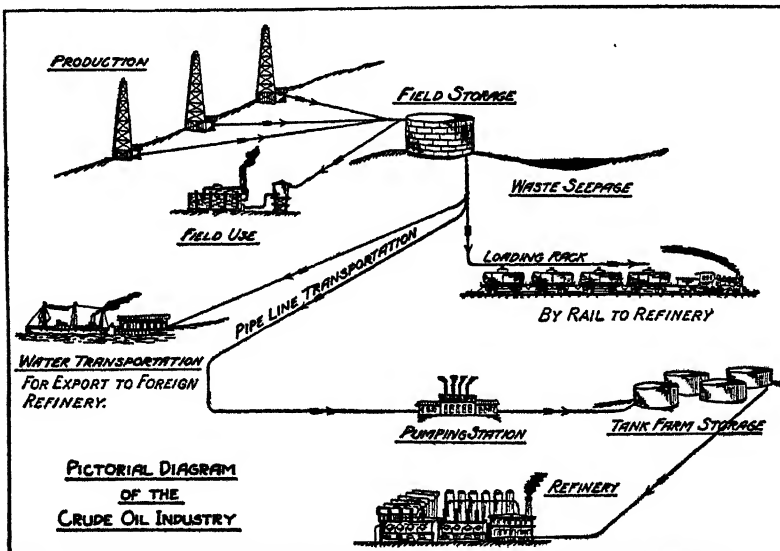 PRODUCTION
FIELD STORAGE
WASTE SEEPAGE
FIELD USE
LOADING RACK
BY RAIL TO REFINERY
PIPE LINE TRANSPORTATION
WATER TRANSPORTATION
FOR EXPORT TO FOREIGN
REFINERY.
PUMPING STATION
TANK FARM STORAGE
REFINERY
PICTORIAL DIAGRAM
OF THE
CRUDE OIL INDUSTRY